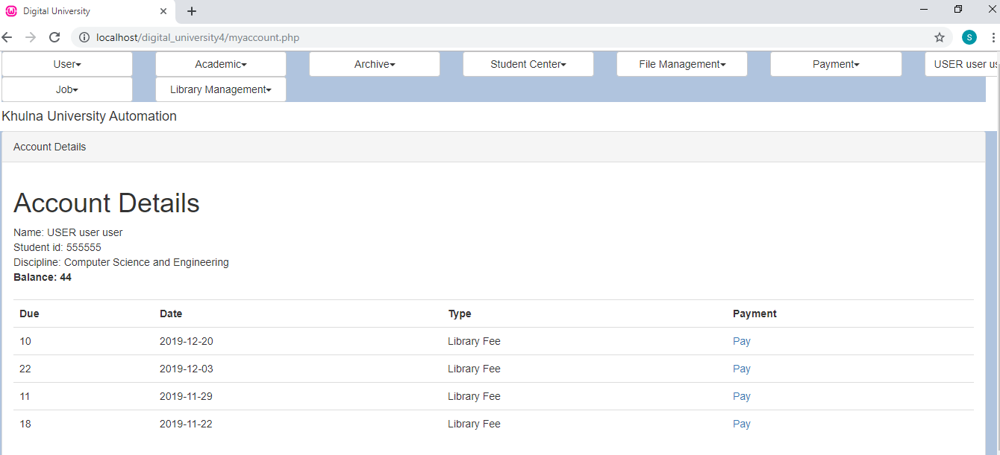 Digital University
localhost/digital_university4/myaccount.php
S
User Academic Archive Student Center File Management Payment USER user us
Job Library Management
Khulna University Automation
Account Details
Account Details
Name: USER user user
Student id: 555555
Discipline: Computer Science and Engineering
Balance: 44
Due Date Type Payment
10 2019-12-20 Library Fee Pay
22 2019-12-03 Library Fee Pay
11 2019-11-29 Library Fee Pay
18 2019-11-22 Library Fee Pay